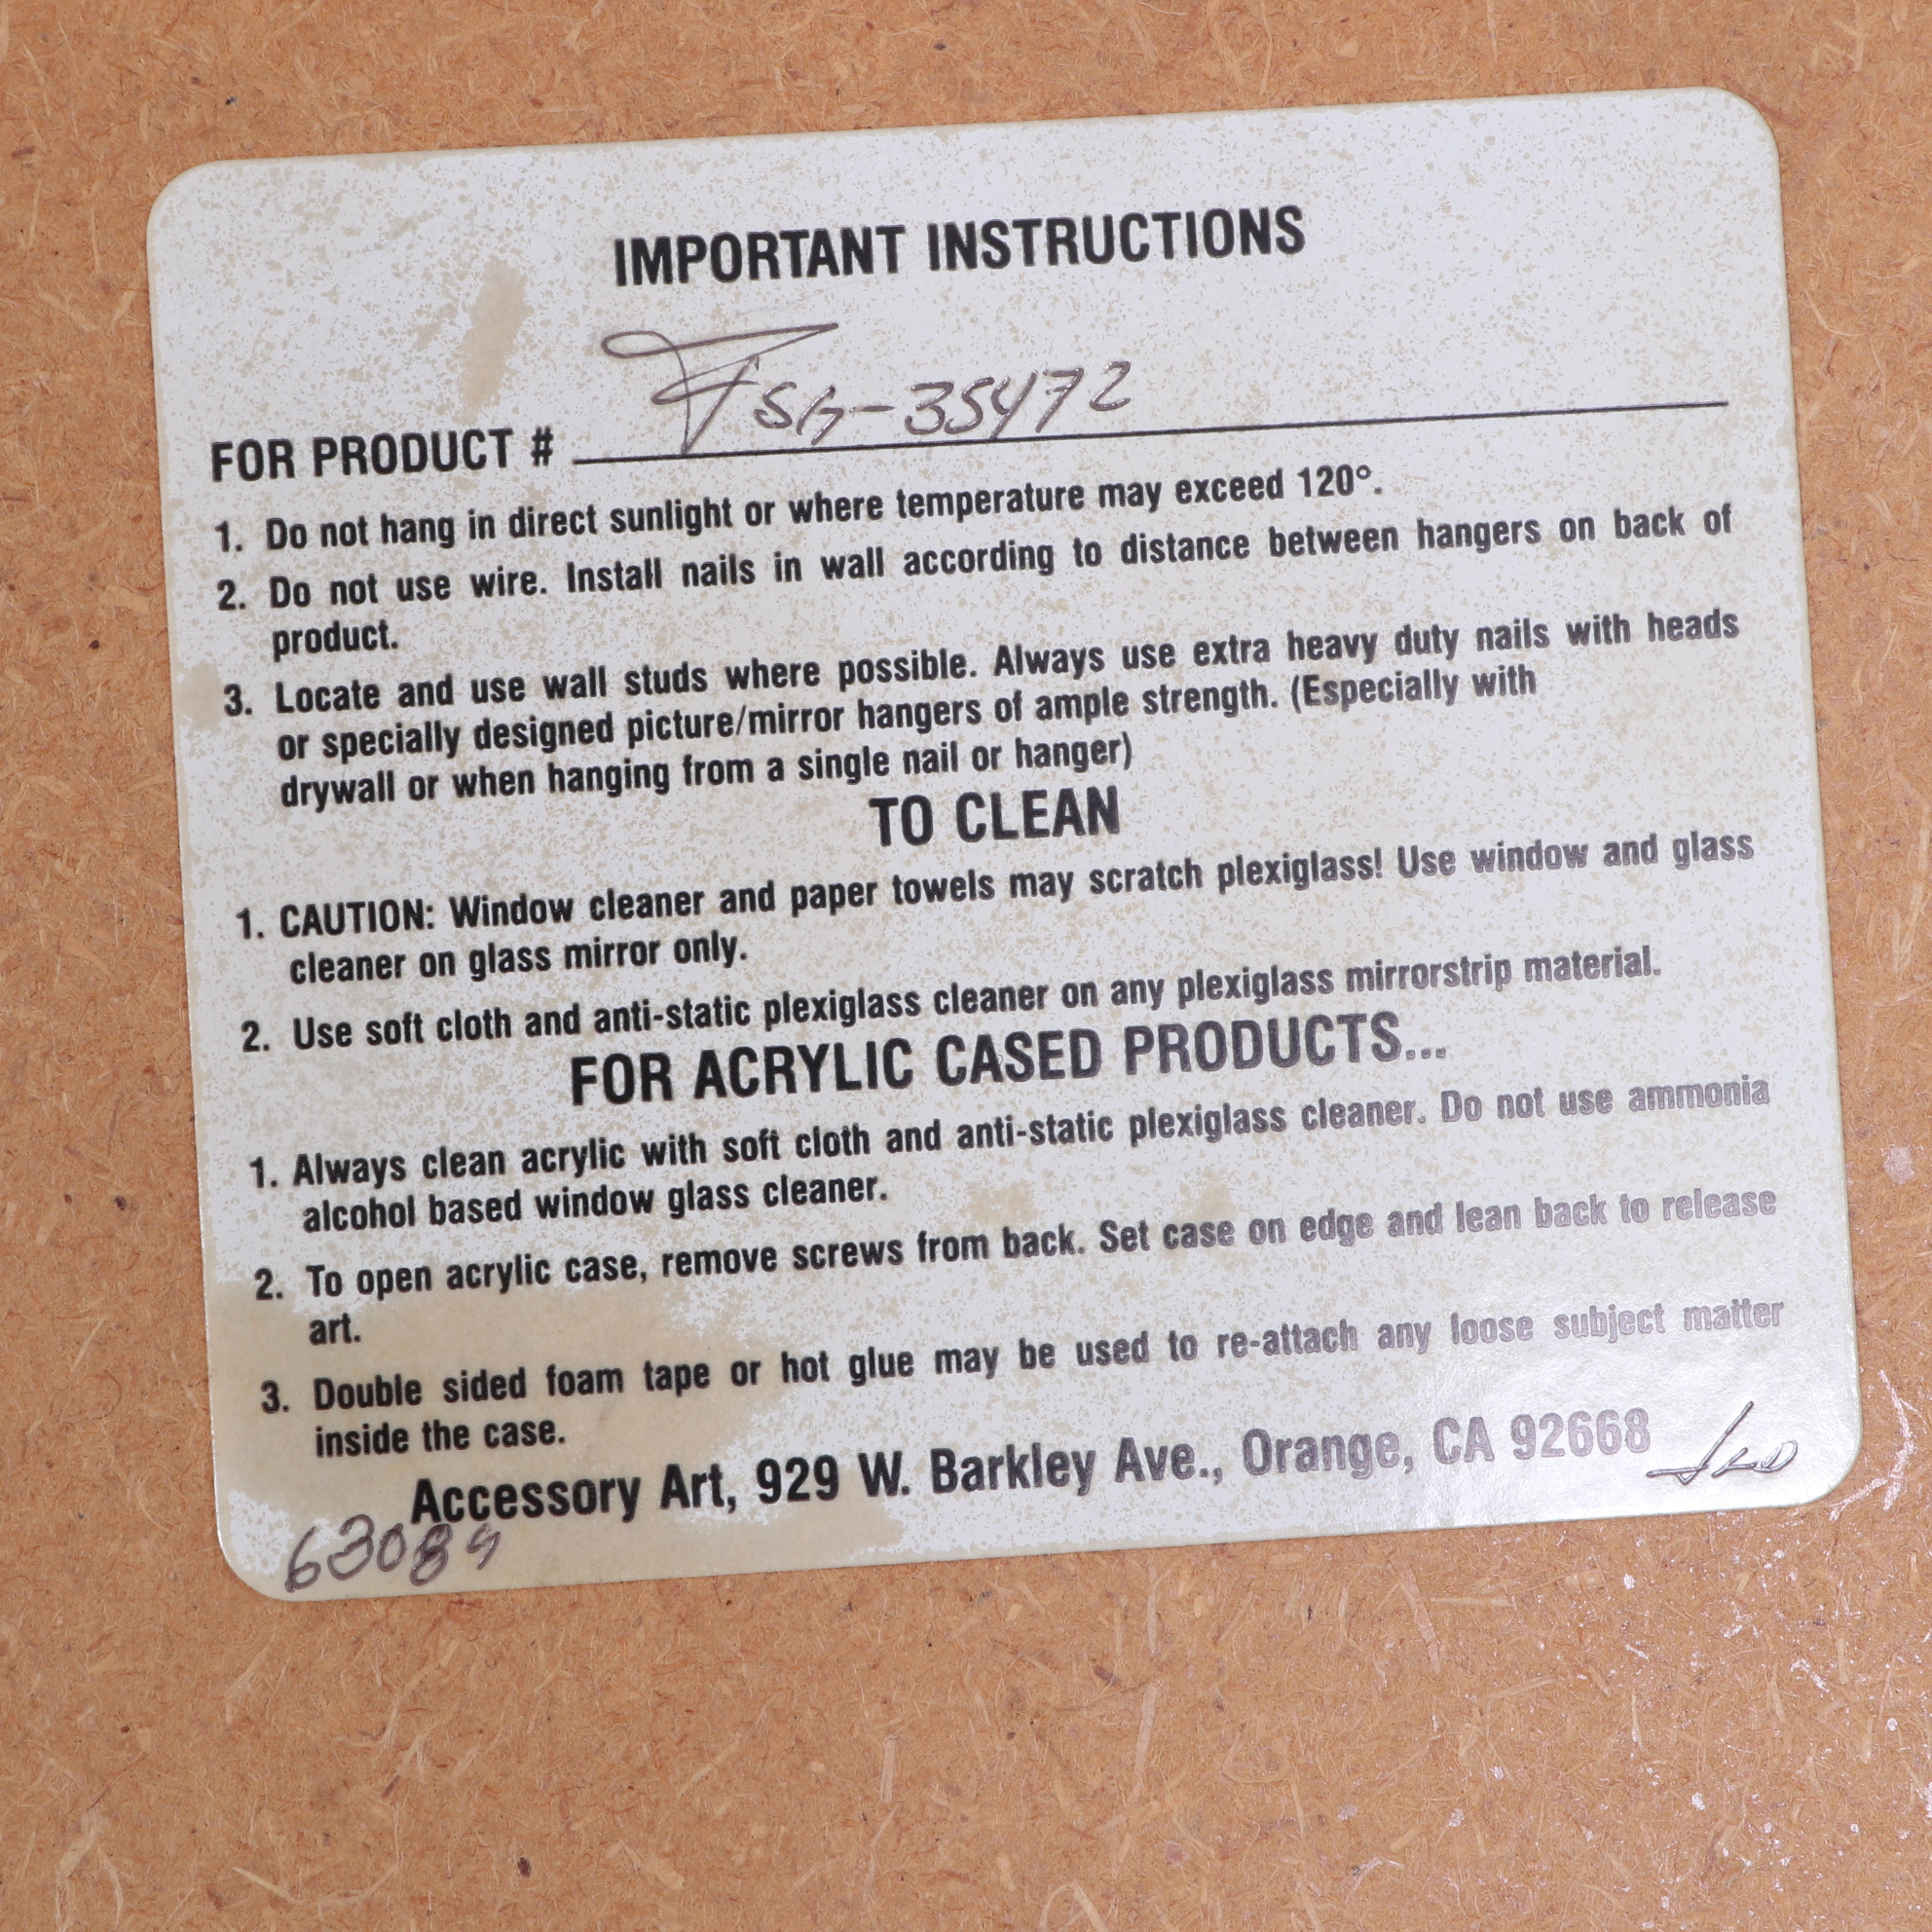 IMPORTANT INSTRUCTIONS
FOR PRODUCT # FSG-35472
1. Do not hang in direct sunlight or where temperature may exceed 120°.
2. Do not use wire. Install nails in wall according to distance between hangers on back of
product.
3. Locate and use wall studs where possible. Always use extra heavy duty nails with heads
or specially designed picture/mirror hangers of ample strength. (Especially with
drywall or when hanging from a single nail or hanger)
TO CLEAN
1. CAUTION: Window cleaner and paper towels may scratch plexiglass! Use window and glass
cleaner on glass mirror only.
2. Use soft cloth and anti-static plexiglass cleaner on any plexiglass mirrorstrip material.
FOR ACRYLIC CASED PRODUCTS...
1. Always clean acrylic with soft cloth and anti-static plexiglass cleaner. Do not use ammonia
alcohol based window glass cleaner.
2. To open acrylic case, remove screws from back. Set case on edge and lean back to release
art.
3. Double sided foam tape or hot glue may be used to re-attach any loose subject matter
inside the case.
Accessory Art, 929 W. Barkley Ave., Orange, CA 92668